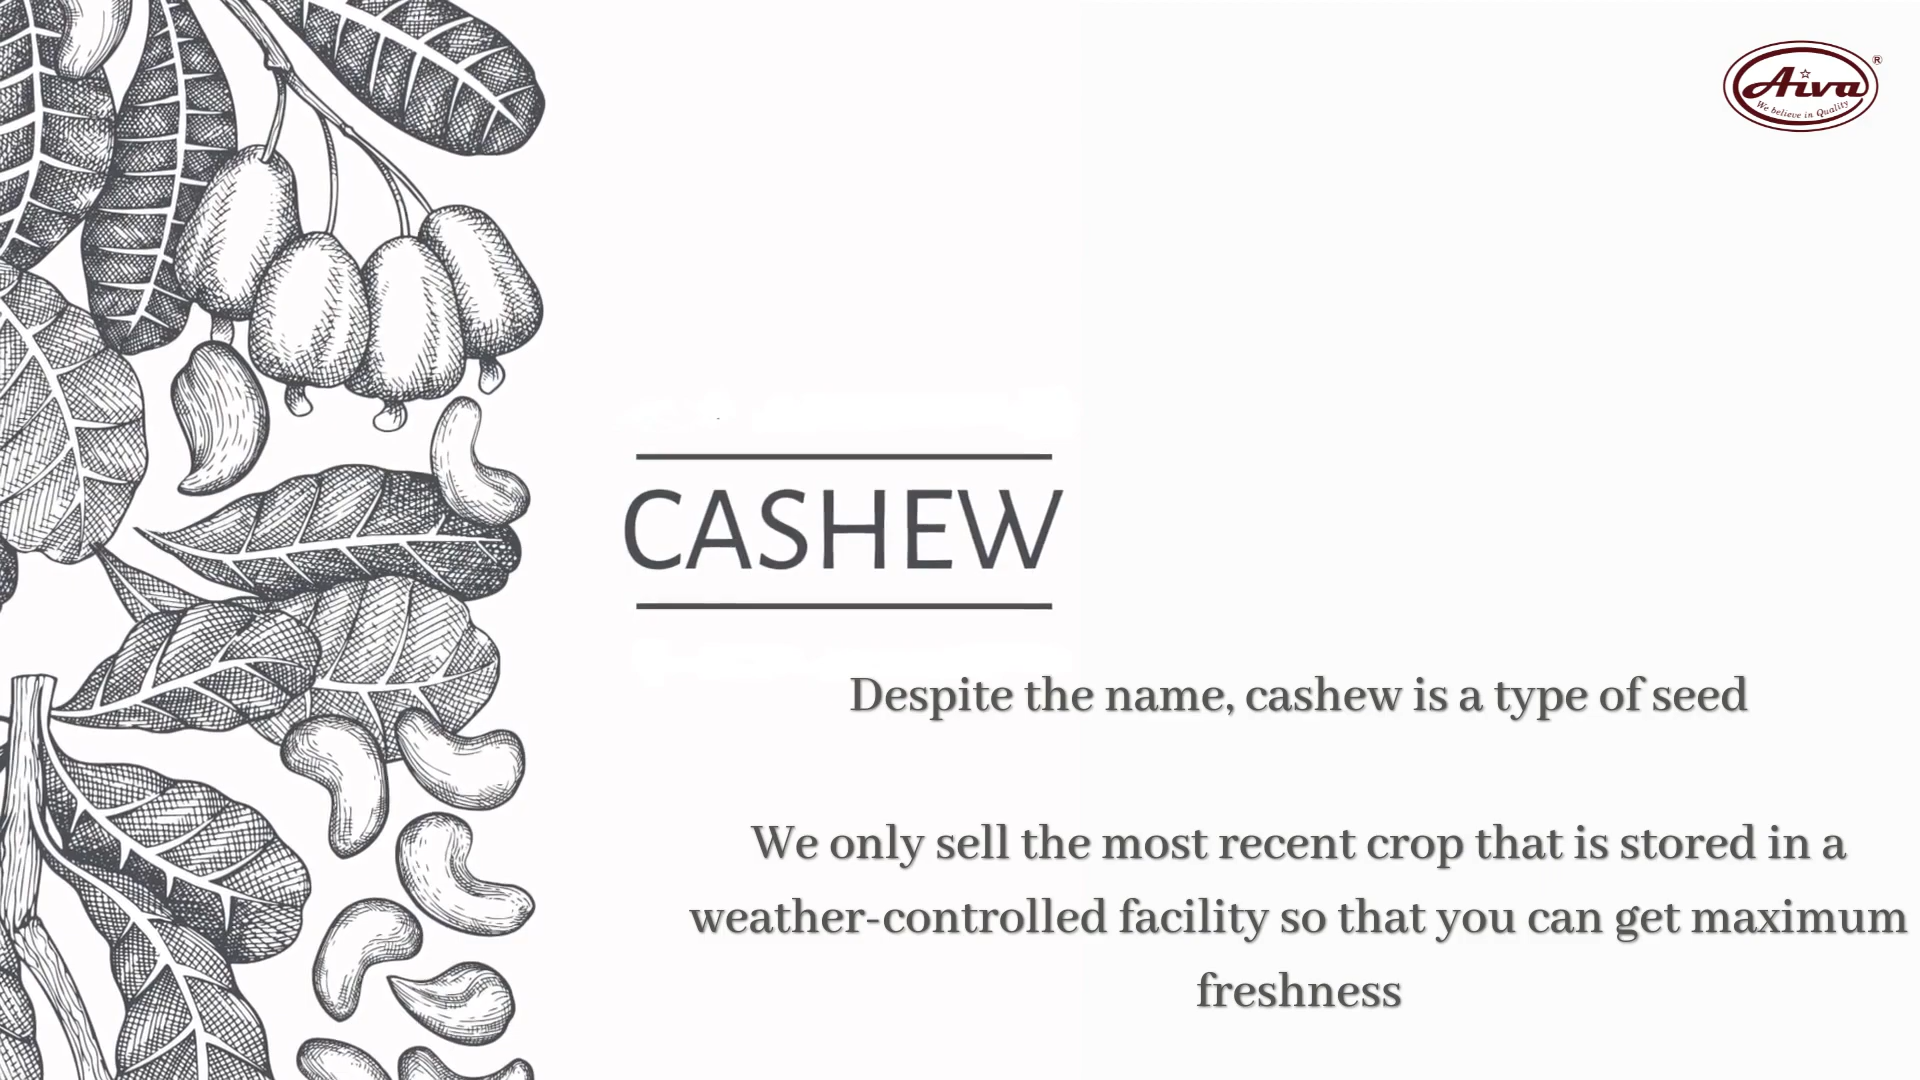 Aiva
®
We believe in Quality
CASHEW
Despite the name, cashew is a type of seed
We only sell the most recent crop that is stored in a
weather-controlled facility so that you can get maximum
freshness